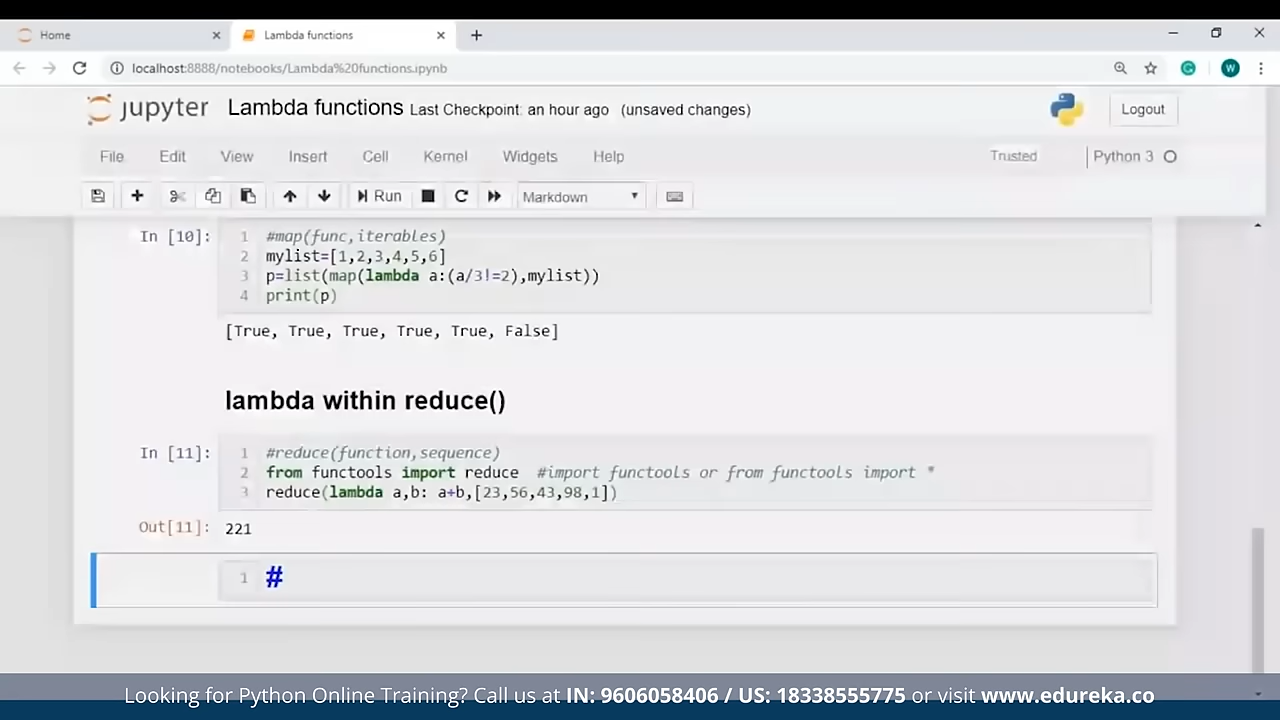 Home
Lambda functions
localhost:8888/notebooks/Lambda%20functions.ipynb
W
jupyter Lambda functions Last Checkpoint: an hour ago (unsaved changes)
Logout
File Edit View Insert Cell Kernel Widgets Help
Trusted
Python 3
Run
Markdown
In [10]:
1 #map(func,iterables)
2 mylist=[1,2,3,4,5,6]
3 p=list(map(lambda a:(a/3!=2),mylist))
4 print(p)
[True, True, True, True, True, False]
lambda within reduce()
In [11]:
1 #reduce(function,sequence)
2 from functools import reduce #import functools or from functools import *
3 reduce(lambda a,b: a+b,[23,56,43,98,1])
Out[11]: 221
1 #
Looking for Python Online Training? Call us at IN: 9606058406 / US: 18338555775 or visit www.edureka.co